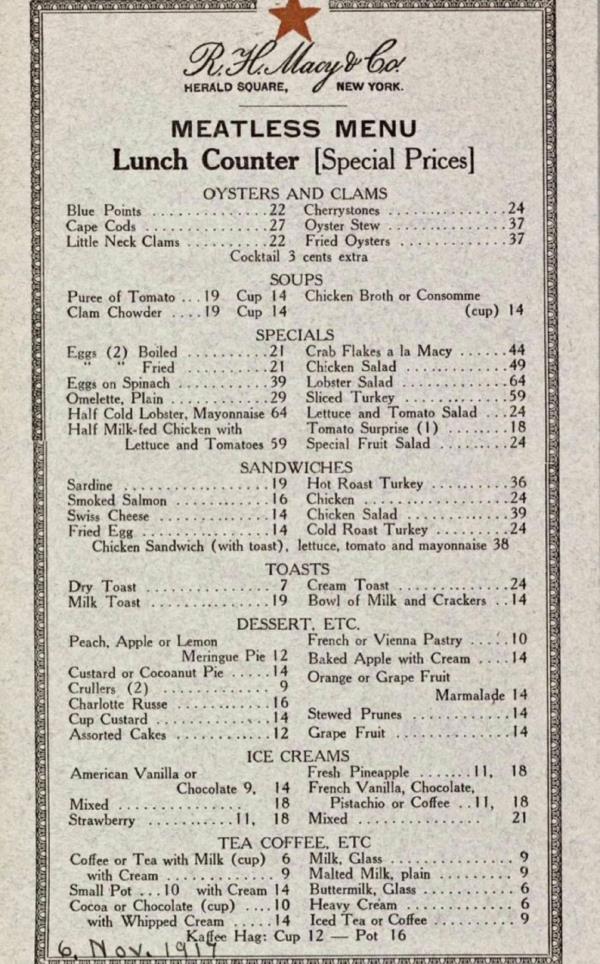 R.H. Macy & Co.
HERALD SQUARE, NEW YORK.
MEATLESS MENU
Lunch Counter [Special Prices]
OYSTERS AND CLAMS
Blue Points ............22
Cape Cods ............27
Little Neck Clams ..........22
Cherrystones ...............24
Oyster Stew ................37
Fried Oysters ..............37
Cocktail 3 cents extra
SOUPS
Puree of Tomato ...19 Cup 14
Clam Chowder ....19 Cup 14
Chicken Broth or Consomme
(cup) 14
SPECIALS
Eggs (2) Boiled ..........21
" " Fried ..........21
Eggs on Spinach ..........39
Omelette, Plain ..........29
Half Cold Lobster, Mayonnaise 64
Half Milk-fed Chicken with
Lettuce and Tomatoes 59
Crab Flakes a la Macy ......44
Chicken Salad ..............49
Lobster Salad ..............64
Sliced Turkey ..............59
Lettuce and Tomato Salad ...24
Tomato Surprise (1) ........18
Special Fruit Salad ........24
SANDWICHES
Sardine ..................19
Smoked Salmon ............16
Swiss Cheese .............14
Fried Egg ................14
Hot Roast Turkey ...........36
Chicken ....................24
Chicken Salad ..............39
Cold Roast Turkey ..........24
Chicken Sandwich (with toast), lettuce, tomato and mayonnaise 38
TOASTS
Dry Toast ................7
Milk Toast ...............19
Cream Toast ................24
Bowl of Milk and Crackers ..14
DESSERT, ETC.
Peach, Apple or Lemon
Meringue Pie 12
Custard or Cocoanut Pie .....14
Crullers (2) ............ 9
Charlotte Russe ..........16
Cup Custard ..............14
Assorted Cakes ...........12
French or Vienna Pastry .....10
Baked Apple with Cream ....14
Orange or Grape Fruit
Marmalade 14
Stewed Prunes ..............14
Grape Fruit ................14
ICE CREAMS
American Vanilla or
Chocolate 9, 14
Mixed ................ 18
Strawberry ...........11, 18
Fresh Pineapple .......11, 18
French Vanilla, Chocolate,
Pistachio or Coffee ..11, 18
Mixed ................ 21
TEA COFFEE, ETC
Coffee or Tea with Milk (cup) 6
with Cream ............. 9
Small Pot ...10 with Cream 14
Cocoa or Chocolate (cup) ....10
with Whipped Cream .....14
Milk, Glass ................ 9
Malted Milk, plain ......... 9
Buttermilk, Glass .......... 6
Heavy Cream ................ 6
Iced Tea or Coffee ......... 9
Kaffee Hag: Cup 12 — Pot 16
6, Nov. 1917